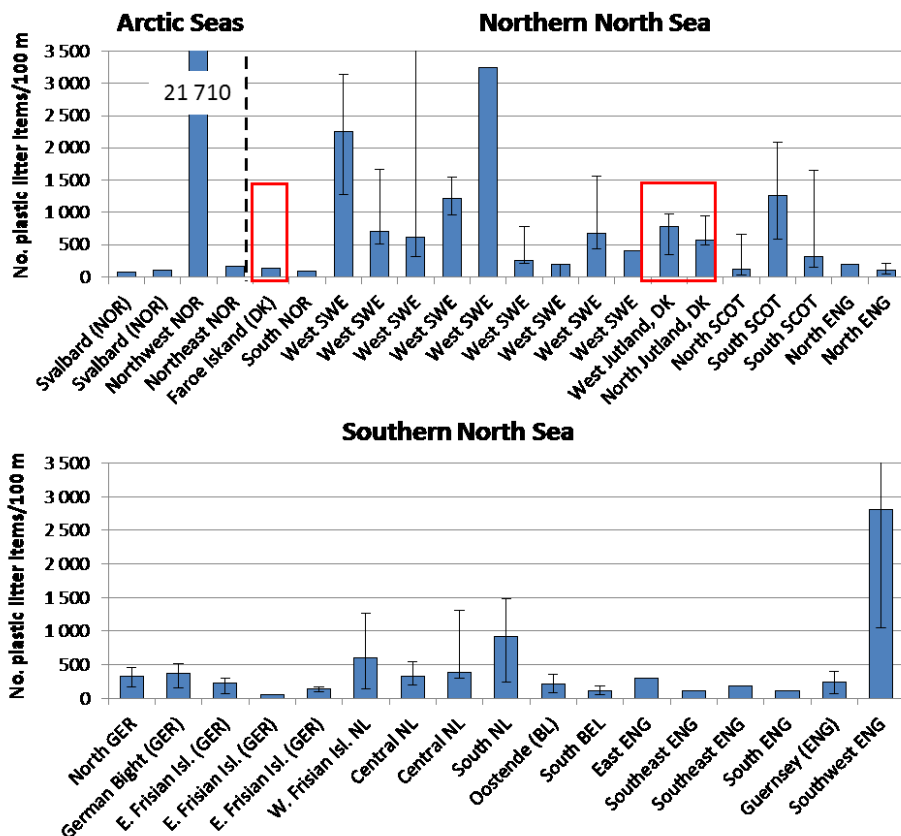 Arctic Seas
Northern North Sea
No. plastic litter items/100 m
3 500
3 000
2 500
2 000
1 500
1 000
500
0
21 710
Svalbard (NOR)
Svalbard (NOR)
Northwest NOR
Northeast NOR
Faroe Iskand (DK)
South NOR
West SWE
West SWE
West SWE
West SWE
West SWE
West SWE
West SWE
West SWE
West SWE
West Jutland, DK
North Jutland, DK
North SCOT
South SCOT
South SCOT
North ENG
North ENG
Southern North Sea
No. plastic litter items/100 m
3 500
3 000
2 500
2 000
1 500
1 000
500
0
North GER
German Bight (GER)
E. Frisian Isl. (GER)
E. Frisian Isl. (GER)
E. Frisian Isl. (GER)
W. Frisian Isl. NL
Central NL
Central NL
South NL
Oostende (BL)
South BEL
East ENG
Southeast ENG
Southeast ENG
South ENG
Guernsey (ENG)
Southwest ENG